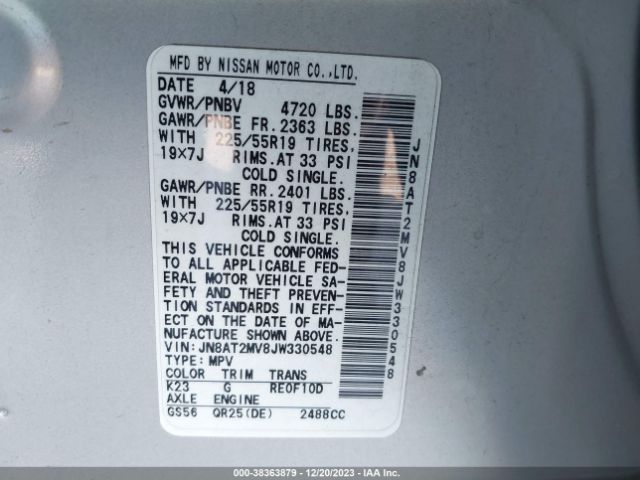 MFD BY NISSAN MOTOR CO.,LTD.
DATE 4/18
GVWR/PNBV 4720 LBS.
GAWR/PNBE FR. 2363 LBS.
WITH 225/55R19 TIRES,
19X7J RIMS.AT 33 PSI
COLD SINGLE.
GAWR/PNBE RR. 2401 LBS.
WITH 225/55R19 TIRES,
19X7J RIMS.AT 33 PSI
COLD SINGLE.
THIS VEHICLE CONFORMS
TO ALL APPLICABLE FED-
ERAL MOTOR VEHICLE SA-
FETY AND THEFT PREVEN-
TION STANDARDS IN EFF-
ECT ON THE DATE OF MA-
NUFACTURE SHOWN ABOVE.
VIN: JN8AT2MV8JW330548
TYPE: MPV
COLOR TRIM TRANS
K23 G RE0F10D
AXLE ENGINE
GS56 QR25(DE) 2488CC
JN8AT2MV8JW330548
000-38363879 - 12/20/2023 - IAA Inc.